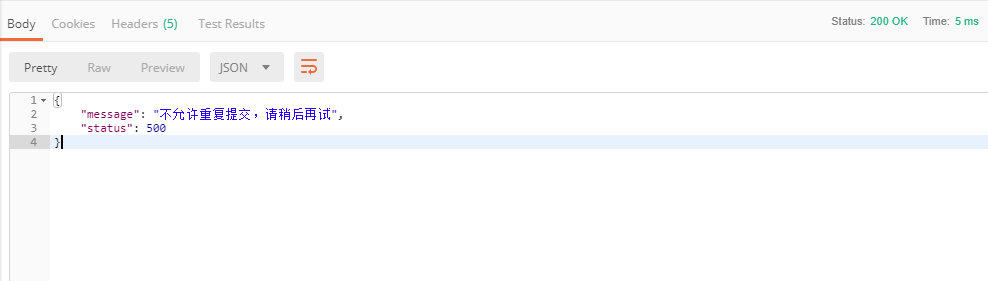 Body Cookies Headers (5) Test Results Status: 200 OK Time: 5 ms
Pretty Raw Preview JSON
1 {
2 "message": "不允许重复提交，请稍后再试",
3 "status": 500
4 }